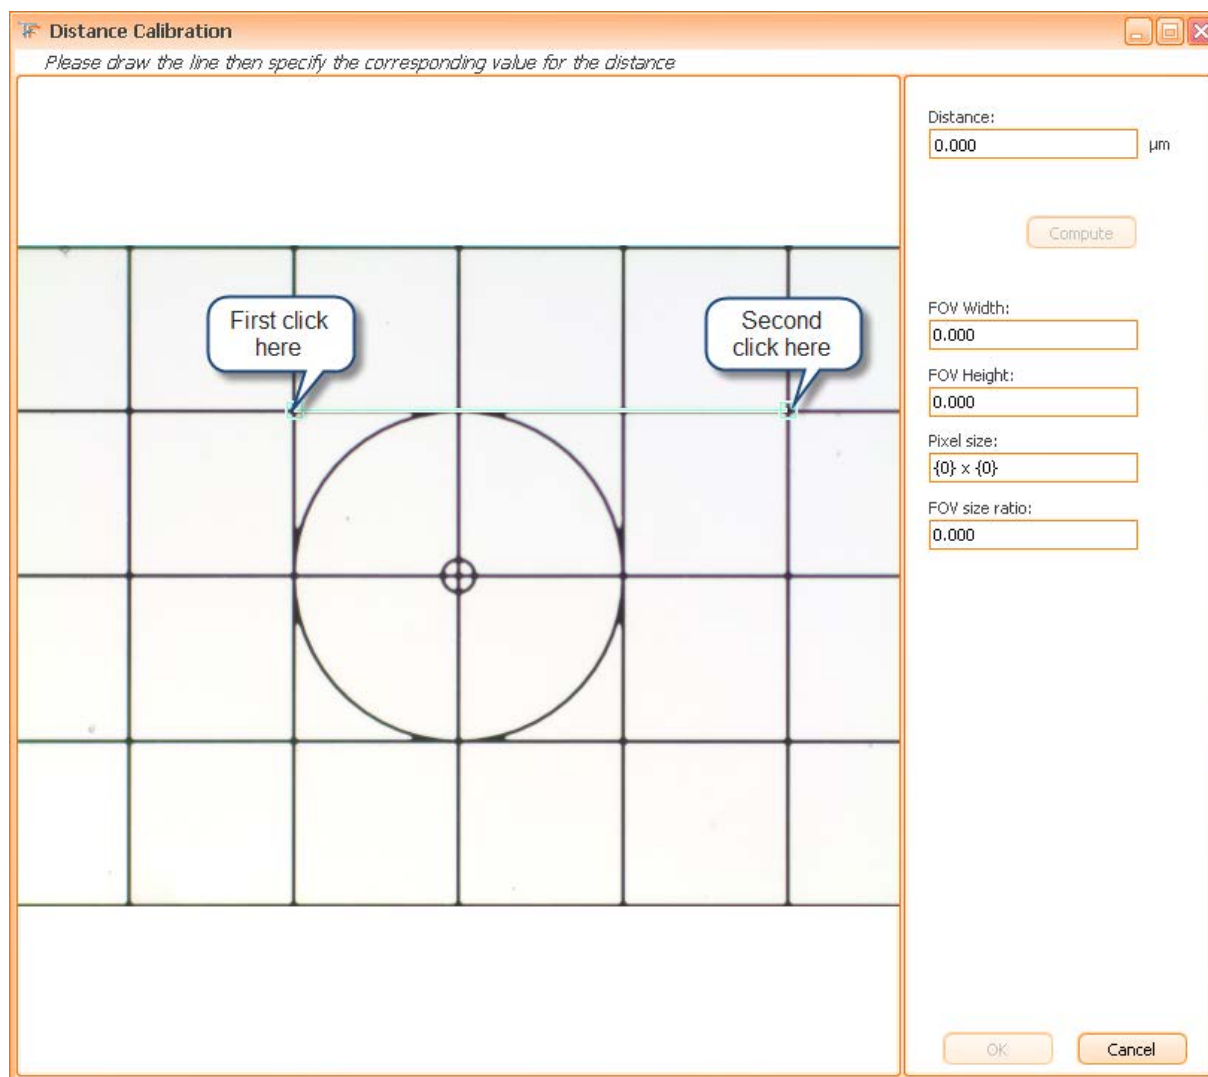 Distance Calibration
Please draw the line then specify the corresponding value for the distance
First click
here
Second
click here
Distance:
0.000 µm
Compute
FOV Width:
0.000
FOV Height:
0.000
Pixel size:
{0} x {0}
FOV size ratio:
0.000
OK Cancel